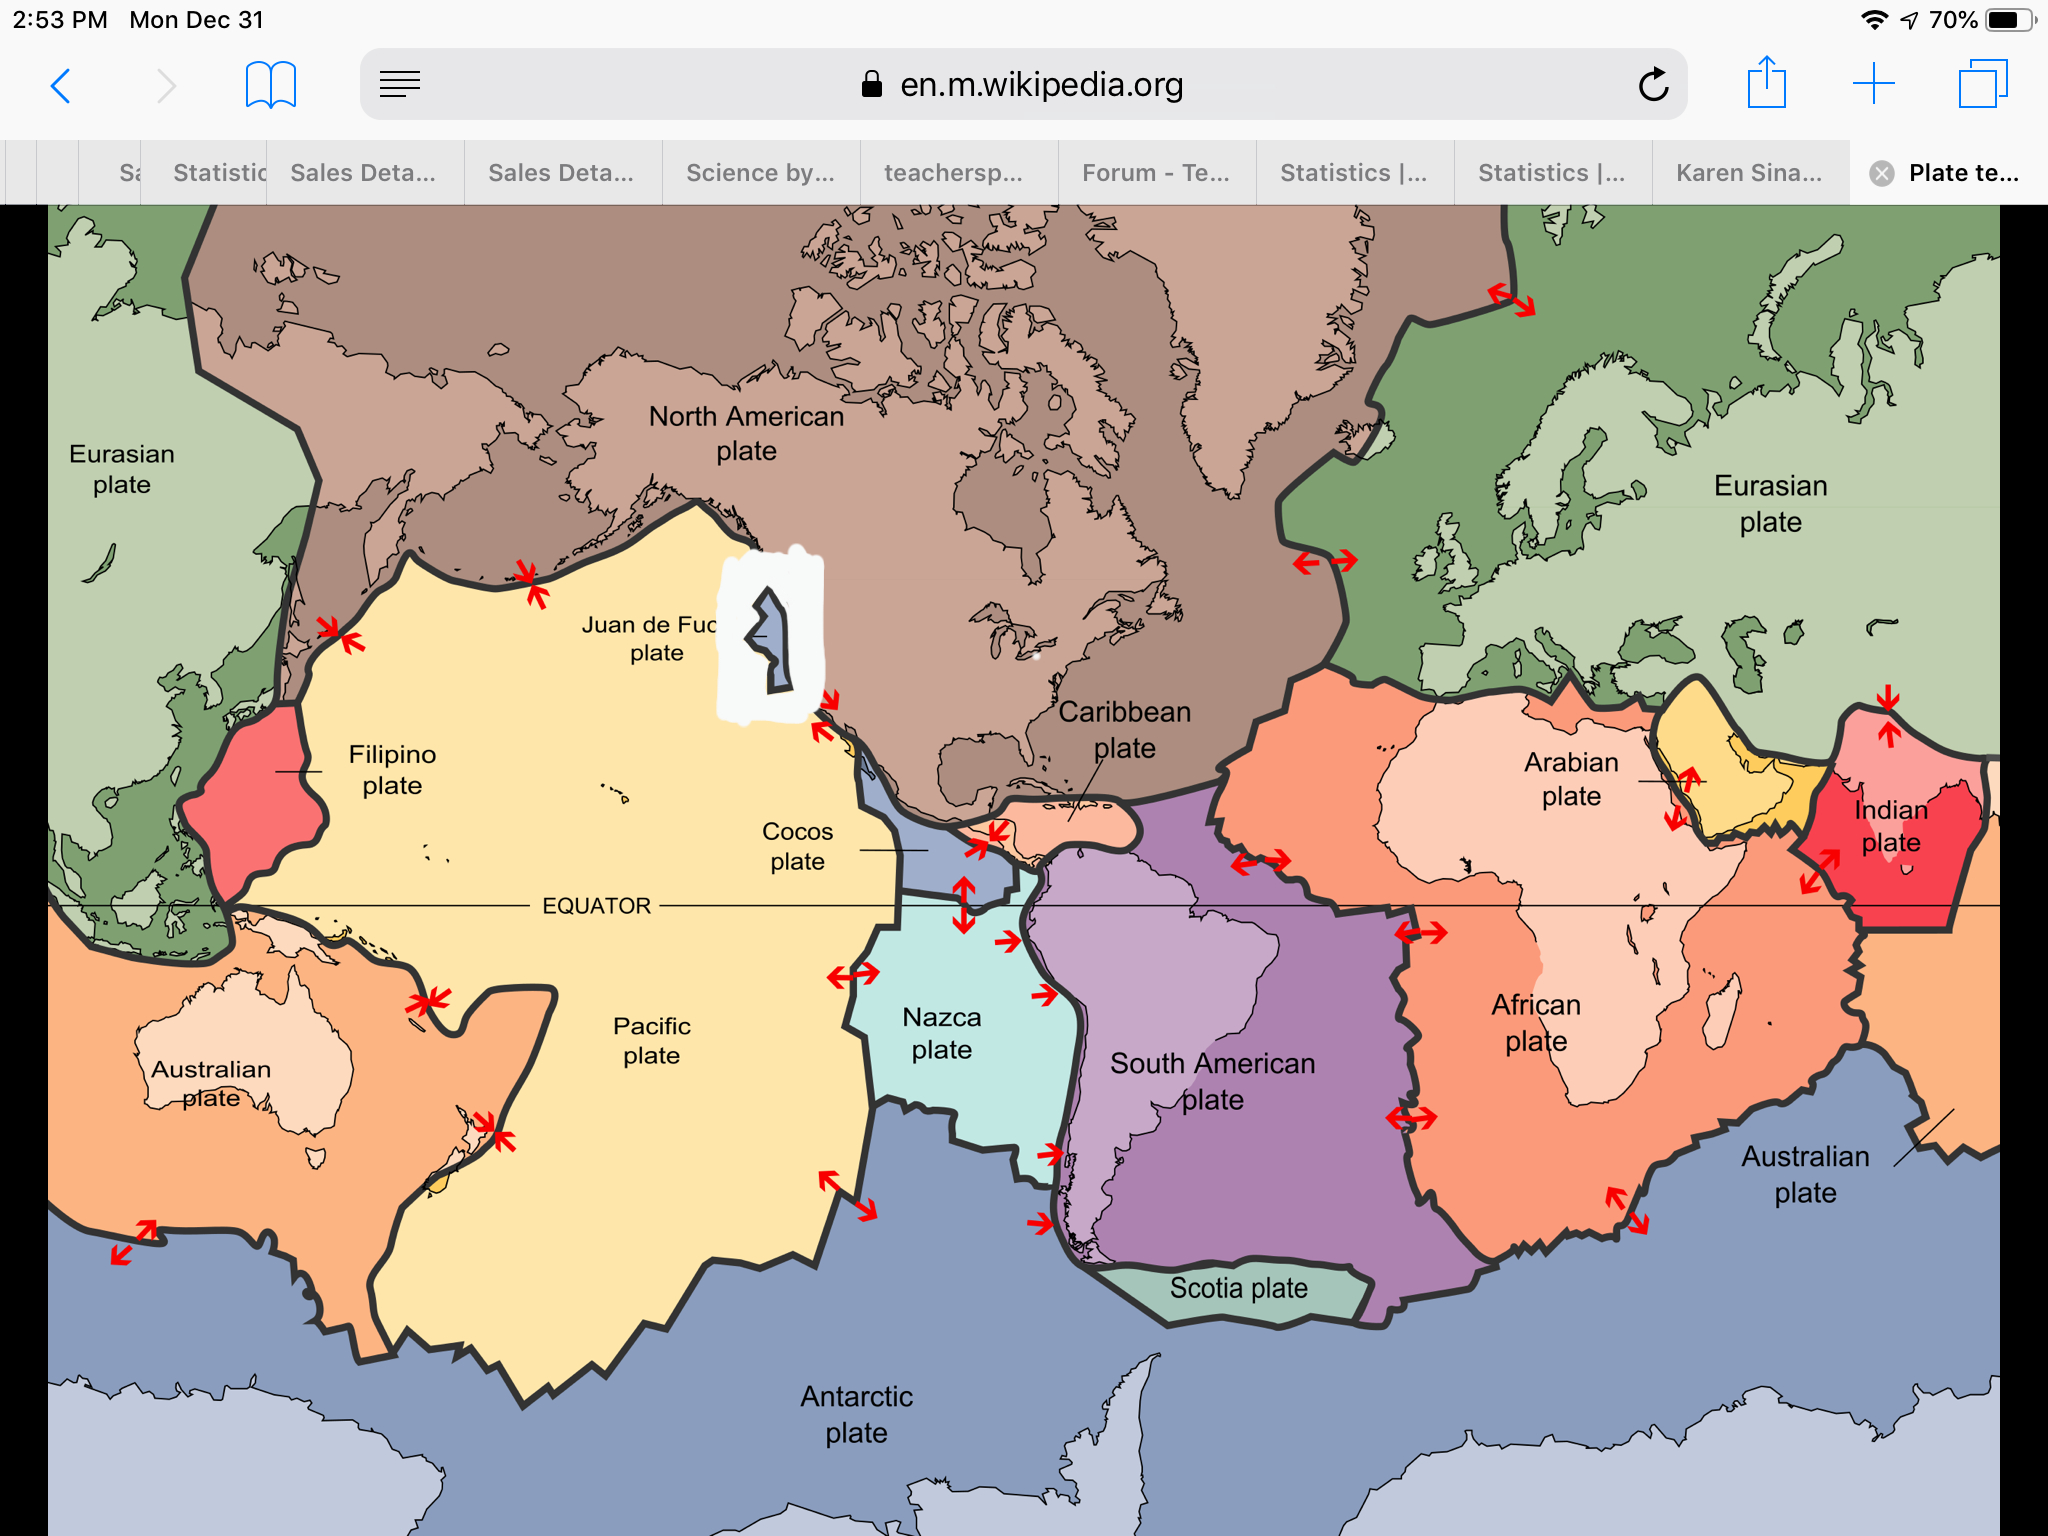 2:53 PM Mon Dec 31
70%
en.m.wikipedia.org
Sa
Statistic
Sales Deta...
Sales Deta...
Science by...
teachersp...
Forum - Te...
Statistics |...
Statistics |...
Karen Sina...
Plate te...
North American
plate
Eurasian
plate
Eurasian
plate
Juan de Fuc
plate
Caribbean
plate
Filipino
plate
Arabian
plate
Indian
plate
Cocos
plate
EQUATOR
Nazca
plate
African
plate
Pacific
plate
South American
plate
Australian
plate
Australian
plate
Scotia plate
Antarctic
plate